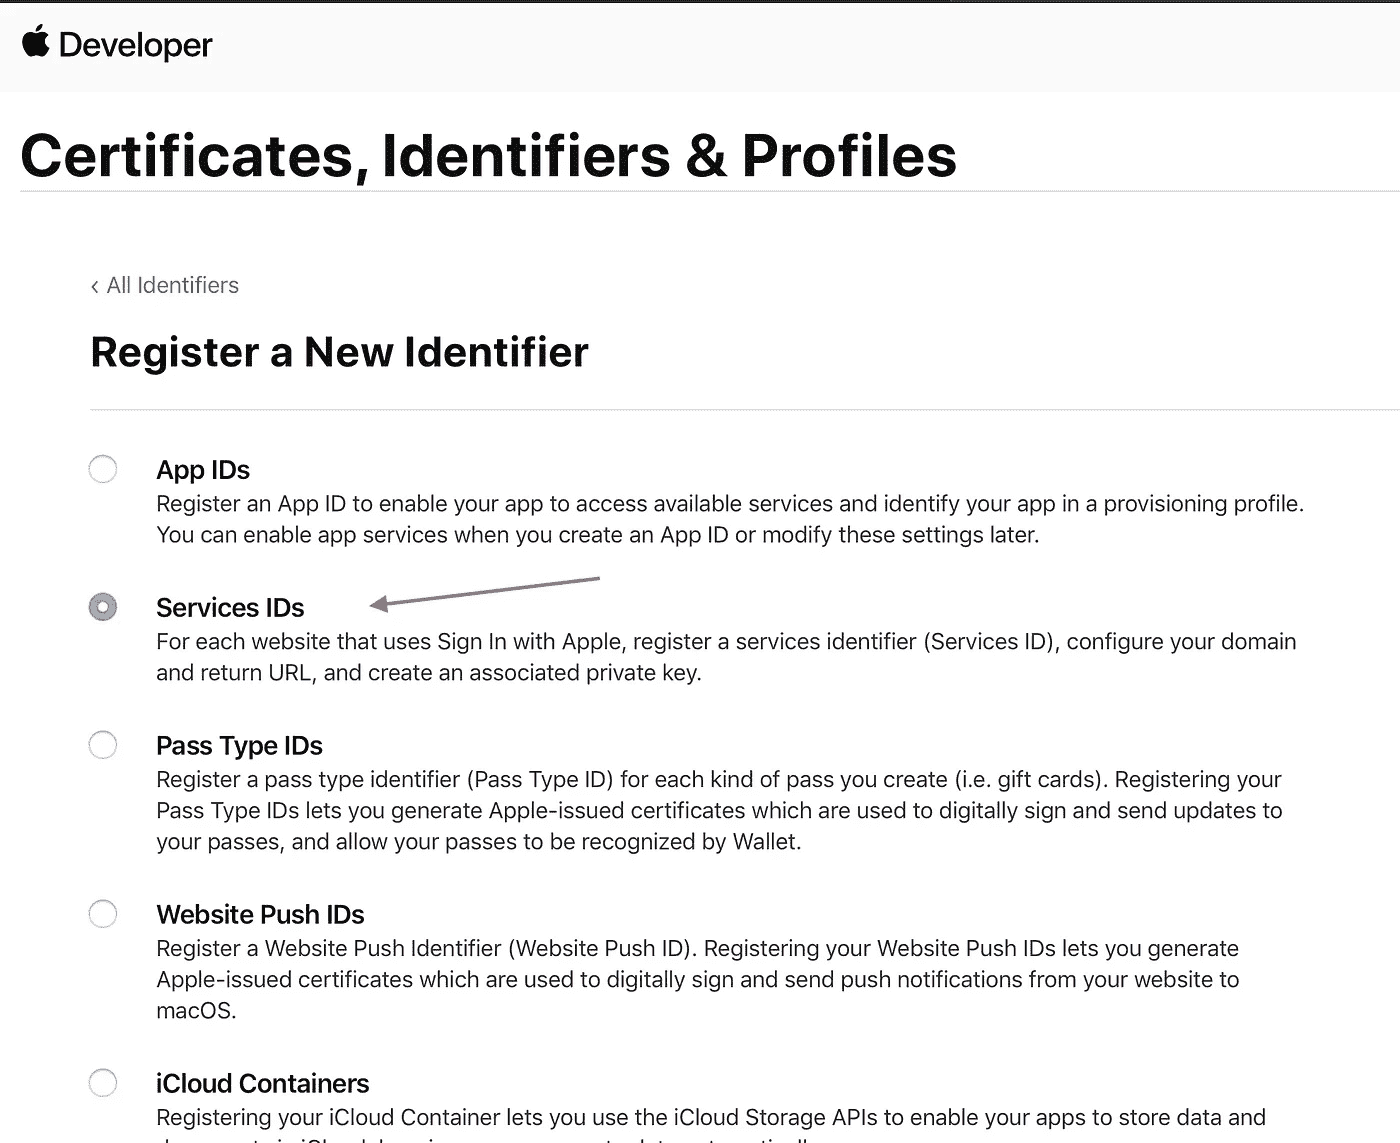 Developer
Certificates, Identifiers & Profiles
‹ All Identifiers
Register a New Identifier
App IDs
Register an App ID to enable your app to access available services and identify your app in a provisioning profile.
You can enable app services when you create an App ID or modify these settings later.
Services IDs
For each website that uses Sign In with Apple, register a services identifier (Services ID), configure your domain
and return URL, and create an associated private key.
Pass Type IDs
Register a pass type identifier (Pass Type ID) for each kind of pass you create (i.e. gift cards). Registering your
Pass Type IDs lets you generate Apple-issued certificates which are used to digitally sign and send updates to
your passes, and allow your passes to be recognized by Wallet.
Website Push IDs
Register a Website Push Identifier (Website Push ID). Registering your Website Push IDs lets you generate
Apple-issued certificates which are used to digitally sign and send push notifications from your website to
macOS.
iCloud Containers
Registering your iCloud Container lets you use the iCloud Storage APIs to enable your apps to store data and